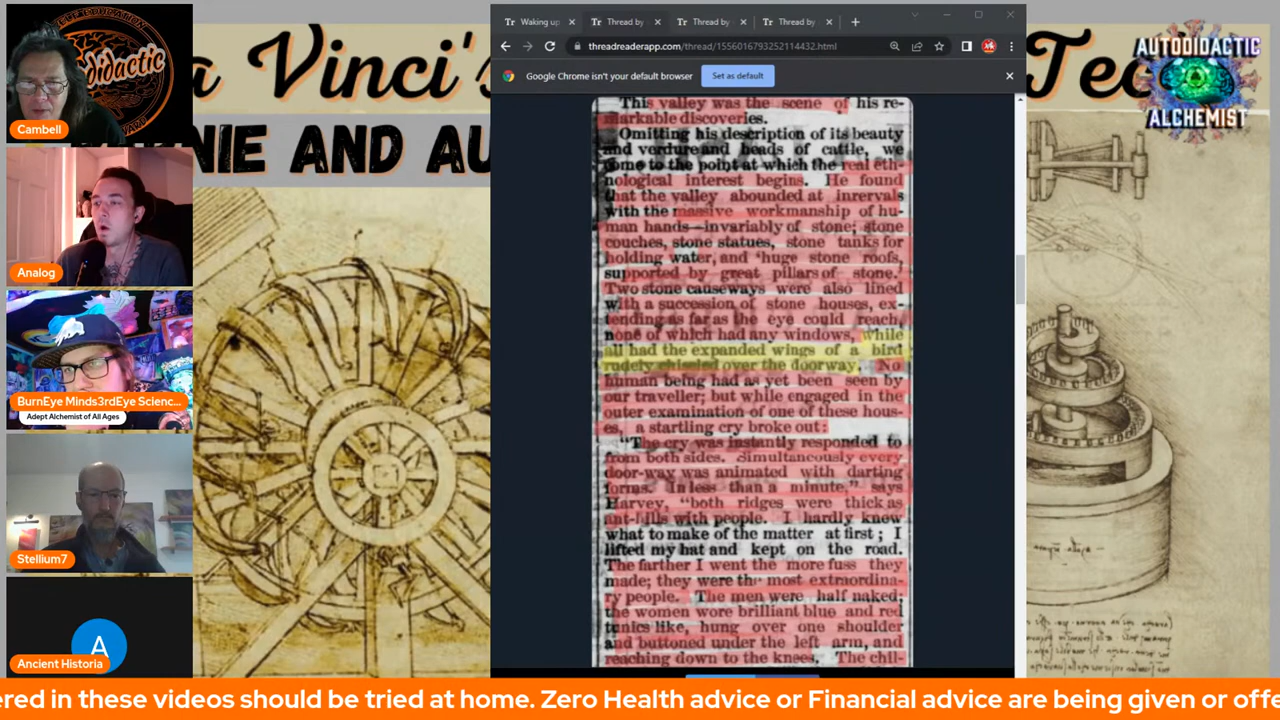 a Vinci's
Tec
NNIE AND AU
didactic
AUTODIDACTIC
ALCHEMIST
Cambell
Analog
BurnEye Minds3rdEye Scienc...
Adept Alchemist of All Ages
Stellium7
A
Ancient Historia
Tr Waking up
Tr Thread by
Tr Thread by
Tr Thread by
threadreaderapp.com/thread/1556016793252114432.html
Google Chrome isn't your default browser
Set as default
This valley was the scene of his re-
markable discoveries.
Omitting his description of its beauty
and verdure and heads of cattle, we
come to the point at which the real eth-
nological interest begins. He found
that the valley abounded at inrervals
with the massive workmanship of hu-
man hands—invariably of stone; stone
couches, stone statues, stone tanks for
holding water, and 'huge stone roofs,
supported by great pillars of stone.'
Two stone causeways were also lined
with a succession of stone houses, ex-
tending as far as the eye could reach,
none of which had any windows, while
all had the expanded wings of a bird
rudely chisled over the doorway. No
human being had as yet been seen by
our traveller; but while engaged in the
outer examination of one of these hous-
es, a startling cry broke out:
"The cry was instantly responded to
from both sides. Simultaneously every
door-way was animated with darting
forms. In less than a minute," says
Harvey, "both ridges were thick as
ant-hills with people. I hardly knew
what to make of the matter at first; I
lifted my hat and kept on the road.
The farther I went the more fuss they
made; they were the most extraordina-
ry people. The men were half naked;
the women wore brilliant blue and red
tunics like, hung over one shoulder
and buttoned under the left arm, and
reaching down to the knees. The chil-
ered in these videos should be tried at home. Zero Health advice or Financial advice are being given or offe